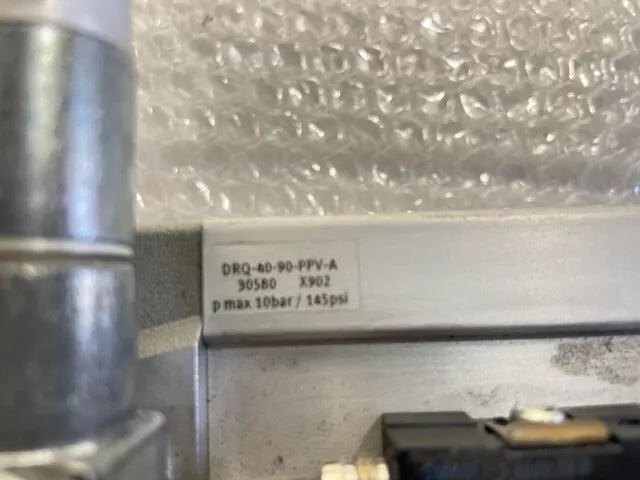 DRQ-40-90-PPV-A
30580 X902
p max 10bar / 145psi